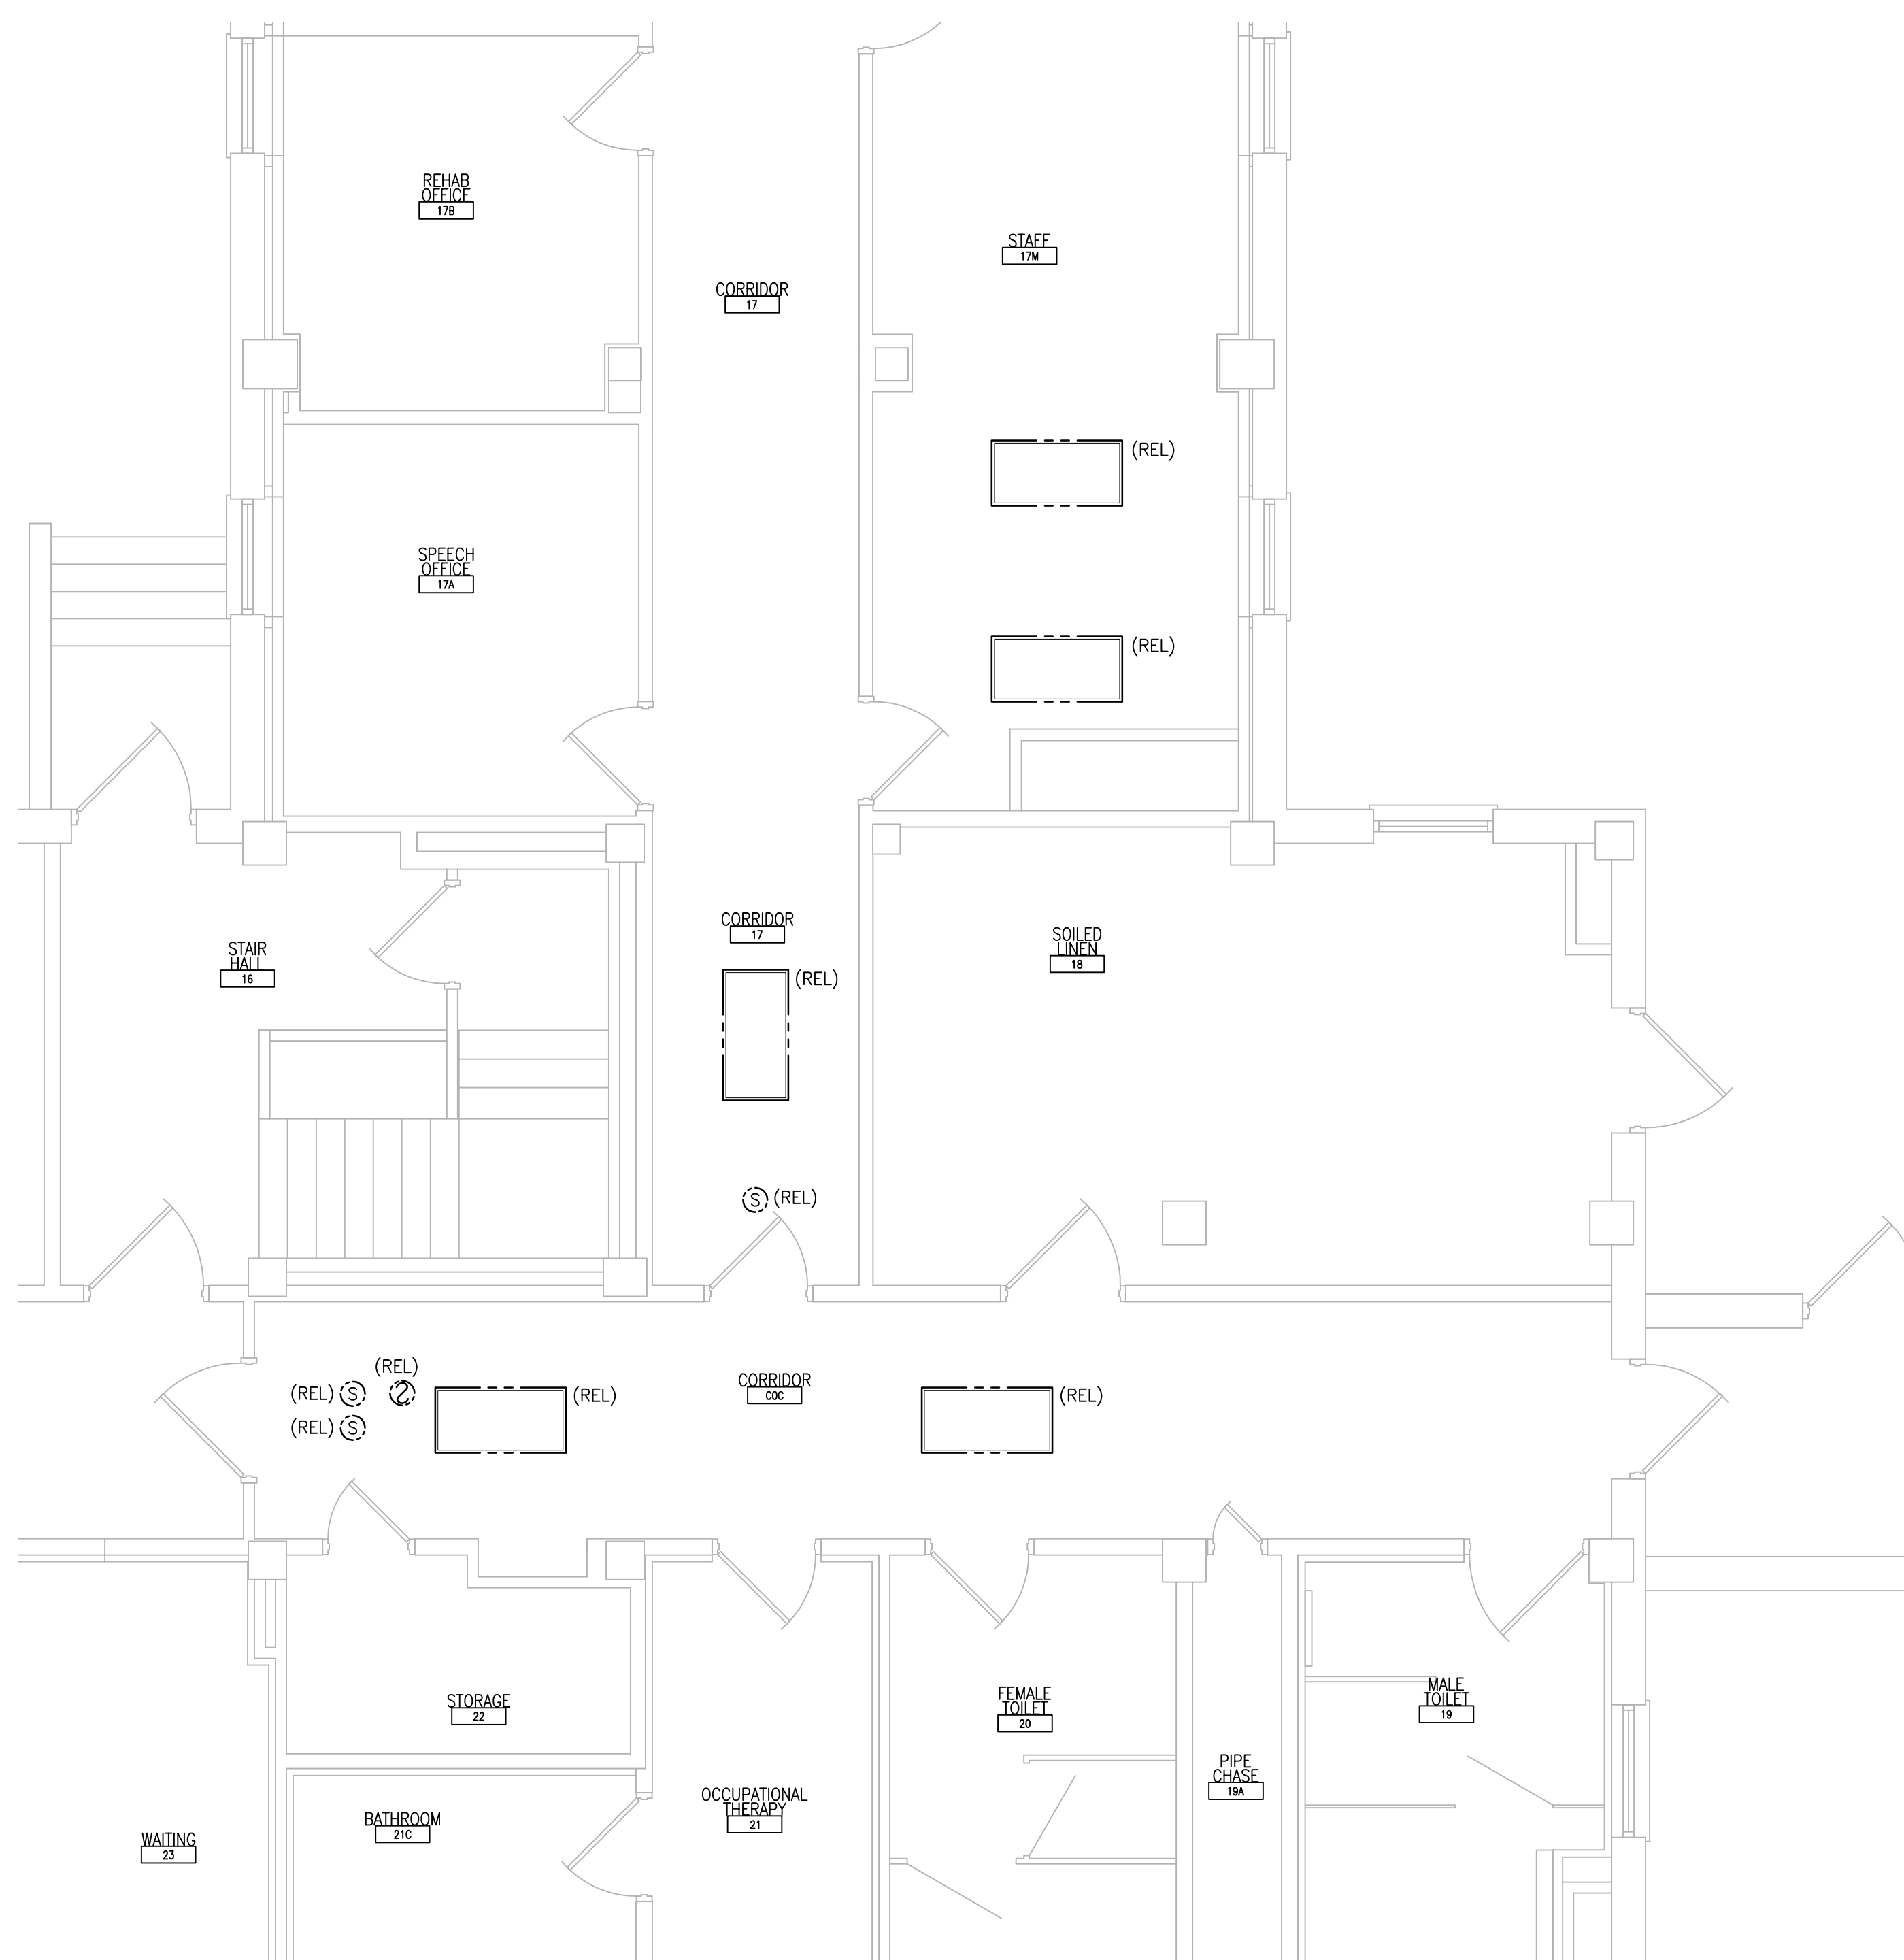 REHAB
OFFICE
17B
STAFF
17M
CORRIDOR
17
(REL)
SPEECH
OFFICE
17A
(REL)
CORRIDOR
17
SOILED
LINEN
18
STAIR
HALL
16
(REL)
S (REL)
(REL)
(REL) S
S
(REL)
CORRIDOR
COC
(REL)
(REL) S
FEMALE
TOILET
20
MALE
TOILET
19
STORAGE
22
PIPE
CHASE
19A
OCCUPATIONAL
THERAPY
21
BATHROOM
21C
WAITING
23